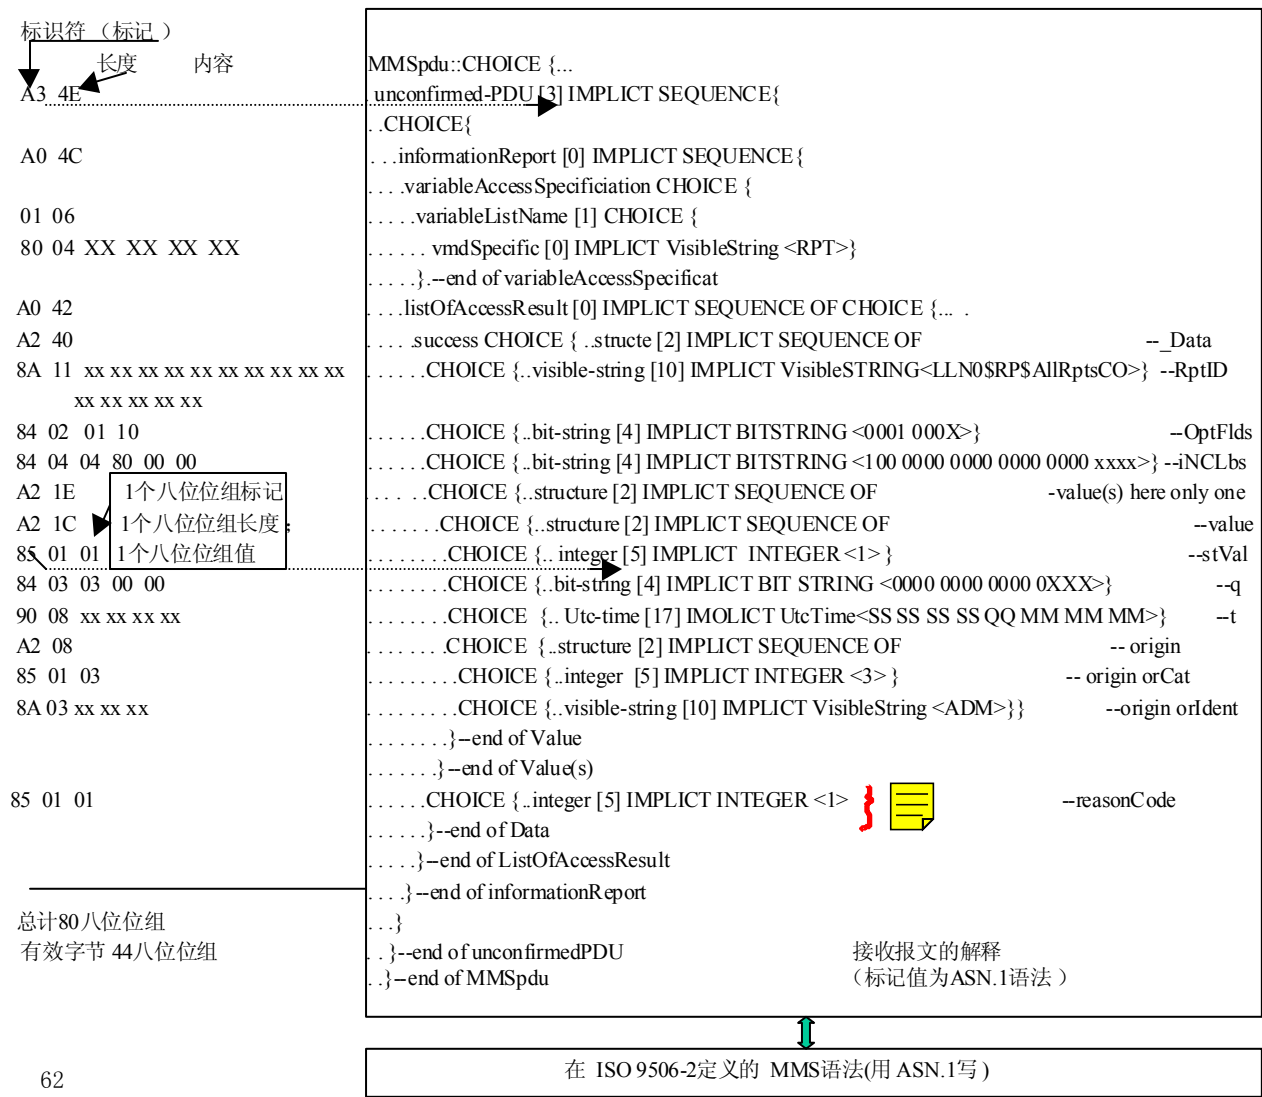 标识符 （标记 ）
长度 内容 MMSpdu::CHOICE {...
A3 4E unconfirmed-PDU [3] IMPLICT SEQUENCE{
. .CHOICE{
A0 4C . . .informationReport [0] IMPLICT SEQUENCE{
. . . .variableAccessSpecificiation CHOICE {
01 06 . . . . .variableListName [1] CHOICE {
80 04 XX XX XX XX . . . . . . vmdSpecific [0] IMPLICT VisibleString <RPT>}
. . . . .}.--end of variableAccessSpecificat
A0 42 . . . .listOfAccessResult [0] IMPLICT SEQUENCE OF CHOICE {... .
A2 40 . . . . .success CHOICE { ..structe [2] IMPLICT SEQUENCE OF --_Data
8A 11 xx xx xx xx xx xx xx xx xx xx . . . . . .CHOICE {..visible-string [10] IMPLICT VisibleSTRING<LLN0$RP$AllRptsCO>} --RptID
xx xx xx xx xx
84 02 01 10 . . . . . .CHOICE {..bit-string [4] IMPLICT BITSTRING <0001 000X>} --OptFlds
84 04 04 80 00 00 . . . . . .CHOICE {..bit-string [4] IMPLICT BITSTRING <100 0000 0000 0000 0000 xxxx>} --iNCLbs
A2 1E 1个八位位组标记 . . . . . .CHOICE {..structure [2] IMPLICT SEQUENCE OF -value(s) here only one
A2 1C 1个八位位组长度 ; . . . . . . .CHOICE {..structure [2] IMPLICT SEQUENCE OF --value
85 01 01 1个八位位组值 . . . . . . . .CHOICE {.. integer [5] IMPLICT INTEGER<1> } --stVal
84 03 03 00 00 . . . . . . . .CHOICE {..bit-string [4] IMPLICT BIT STRING <0000 0000 0000 0XXX>} --q
90 08 xx xx xx xx . . . . . . . .CHOICE {.. Utc-time [17] IMOLICT UtcTime<SS SS SS SS QQ MM MM MM>} --t
A2 08 . . . . . . . .CHOICE {..structure [2] IMPLICT SEQUENCE OF -- origin
85 01 03 . . . . . . . . .CHOICE {..integer [5] IMPLICT INTEGER <3> } -- origin orCat
8A 03 xx xx xx . . . . . . . . .CHOICE {..visible-string [10] IMPLICT VisibleString <ADM>}} --origin orIdent
. . . . . . . .}--end of Value
. . . . . . .}--end of Value(s)
85 01 01 . . . . . .CHOICE {..integer [5] IMPLICT INTEGER <1> } --reasonCode
. . . . . .}--end of Data
. . . . .}--end of ListOfAccessResult
. . . .}--end of informationReport
总计80八位位组 . . .}
有效字节 44八位位组 . . }--end of unconfirmedPDU 接收报文的解释
. .}--end of MMSpdu （标记值为ASN.1语法 ）
在 ISO 9506-2定义的 MMS语法(用 ASN.1写 )
62